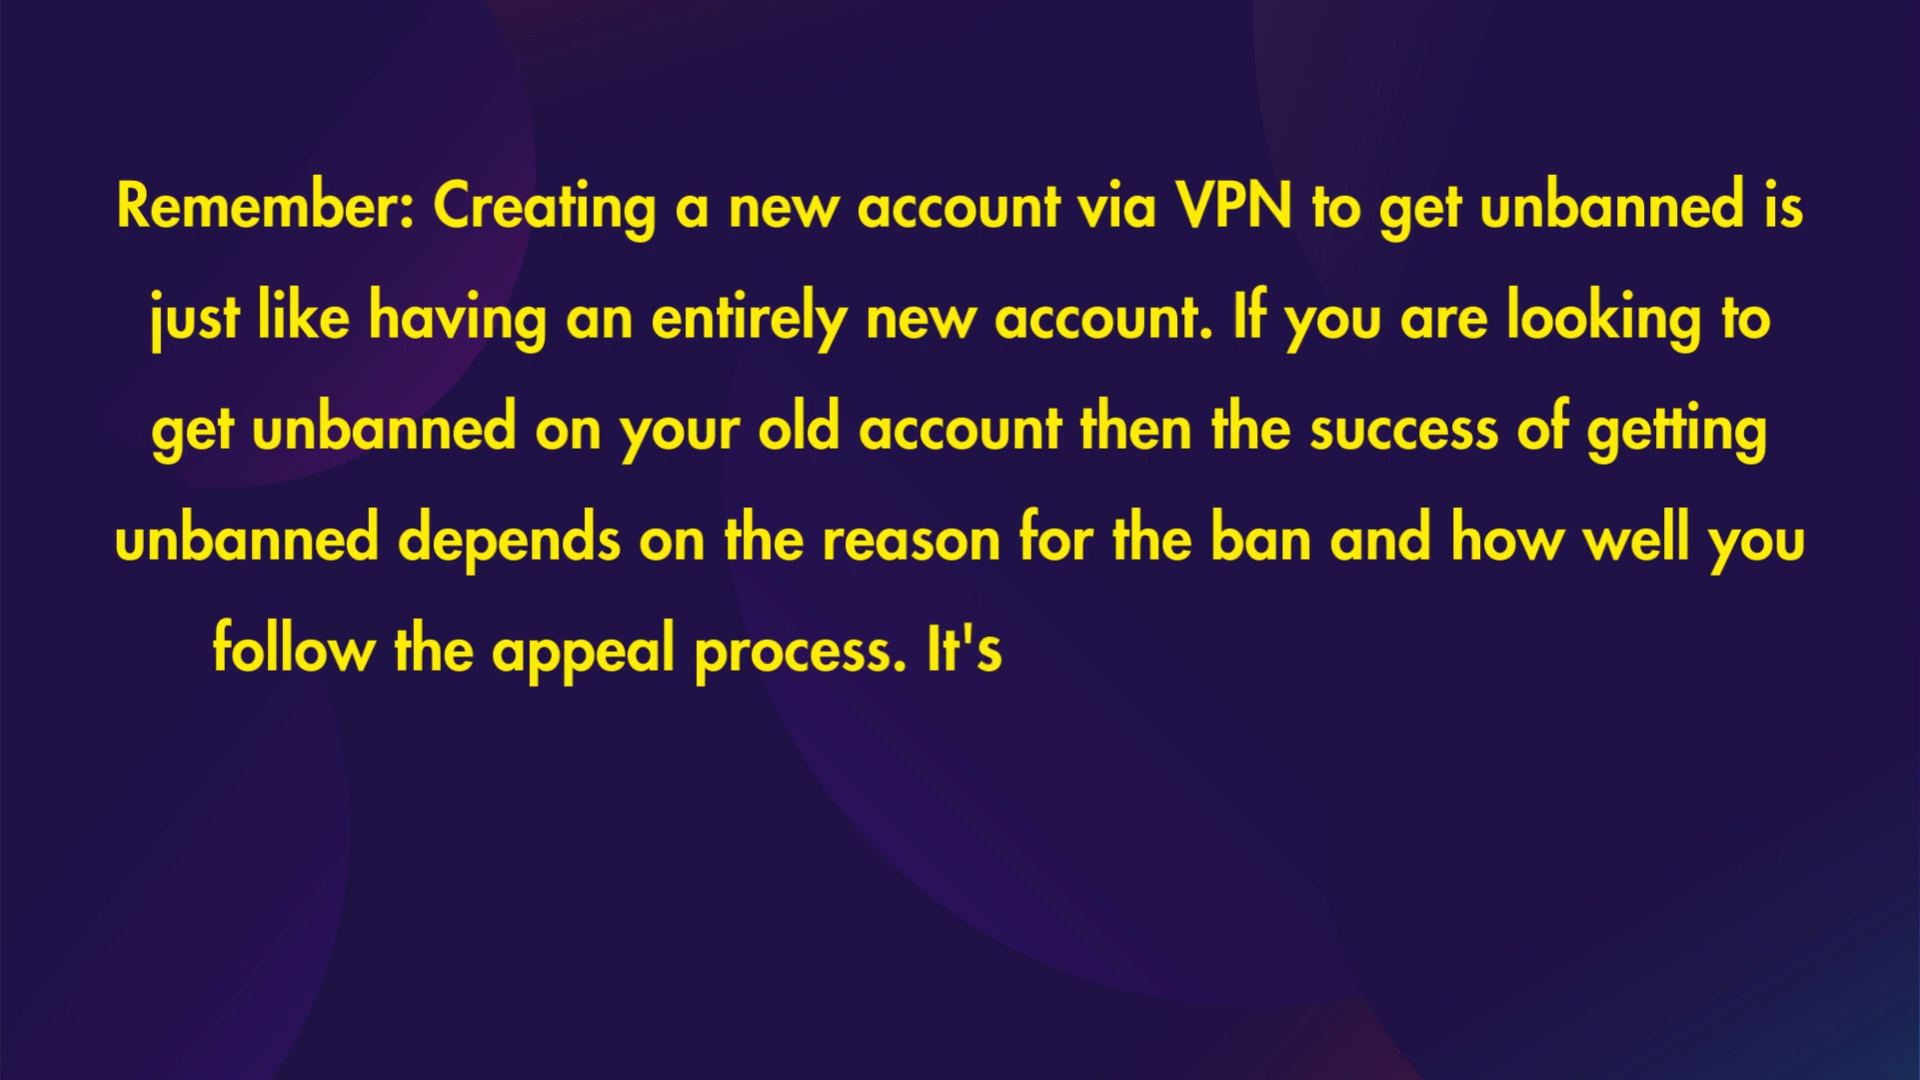 Remember: Creating a new account via VPN to get unbanned is
just like having an entirely new account. If you are looking to
get unbanned on your old account then the success of getting
unbanned depends on the reason for the ban and how well you
follow the appeal process. It's